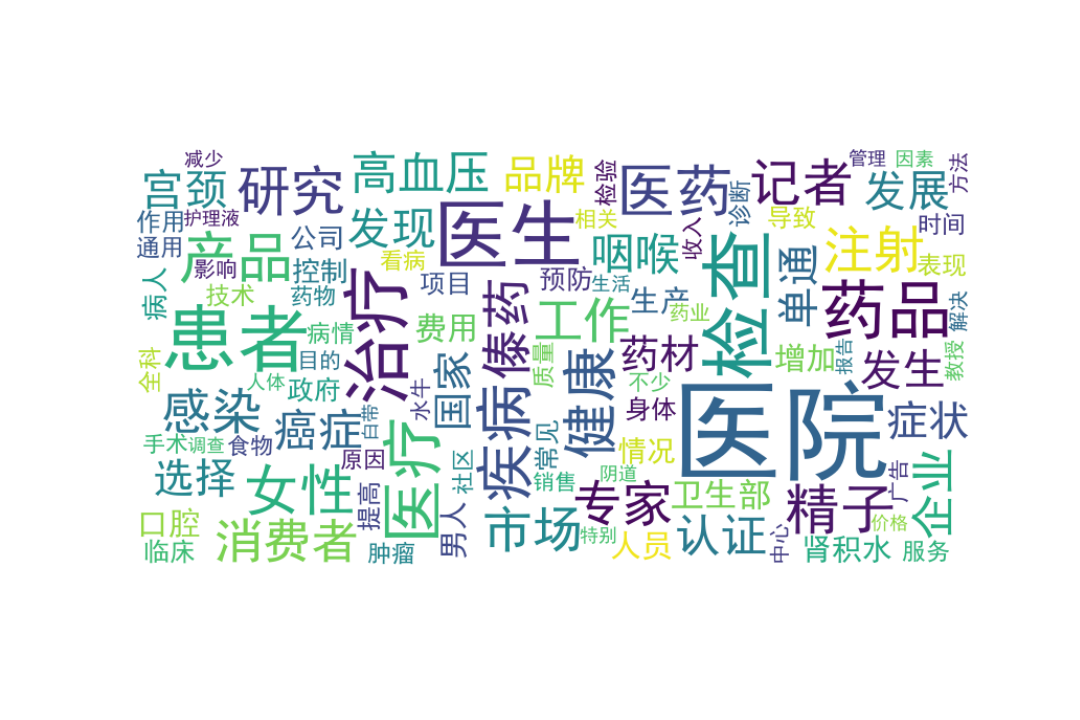 减少
宫颈
研究
高血压
品牌
检验
医药
记者
管理
因素
方法
作用
护理液
发现
医生
相关
诊断
导致
发展
时间
通用
产品
公司
看病
咽喉
收入
检查
单通
注射
表现
病人
影响
控制
治疗
项目
预防
生活
技术
药物
傣药
生产
药业
药品
解决
患者
病情
费用
工作
药材
增加
报告
教授
全科
目的
国家
质量
健康
发生
人体
政府
水牛
疾病
不少
身体
医院
感染
癌症
白带
医疗
常见
情况
症状
手术
调查
食物
原因
社区
销售
阴道
卫生部
广告
选择
女性
提高
专家
精子
企业
口腔
消费者
男人
市场
特别
人员
认证
中心
价格
临床
肿瘤
肾积水
服务